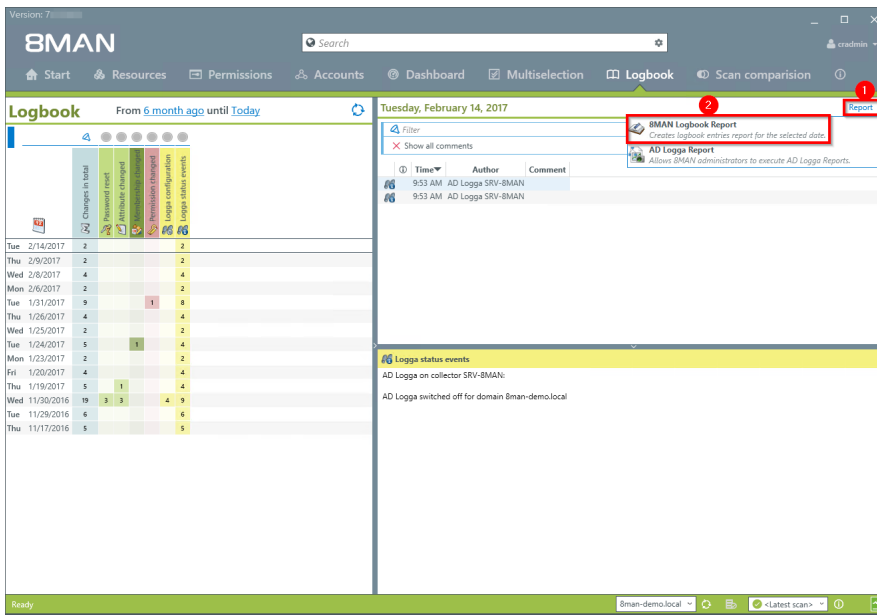 Version: 7
8MAN
Search
cradmin
Start
Resources
Permissions
Accounts
Dashboard
Multiselection
Logbook
Scan comparision
1
Logbook
From 6 month ago until Today
Tuesday, February 14, 2017
Report
2
8MAN Logbook Report
Creates logbook entries report for the selected date.
AD Logga Report
Allows 8MAN administrators to execute AD Logga Reports.
Filter
Show all comments
Time Author Comment
9:53 AM AD Logga SRV-8MAN
9:53 AM AD Logga SRV-8MAN
Changes in total
Password reset
Attribute changed
Membership changed
Permission changed
Logga configuration
Logga status events
Tue 2/14/2017 2 2
Thu 2/9/2017 2 2
Wed 2/8/2017 4 4
Mon 2/6/2017 2 2
Tue 1/31/2017 9 1 8
Thu 1/26/2017 4 4
Wed 1/25/2017 2 2
Tue 1/24/2017 5 1 4
Mon 1/23/2017 2 2
Fri 1/20/2017 4 4
Thu 1/19/2017 5 1 4
Wed 11/30/2016 19 3 3 4 9
Tue 11/29/2016 6 6
Thu 11/17/2016 5 5
Logga status events
AD Logga on collector SRV-8MAN:
AD Logga switched off for domain 8man-demo.local
Ready
8man-demo.local
<Latest scan>